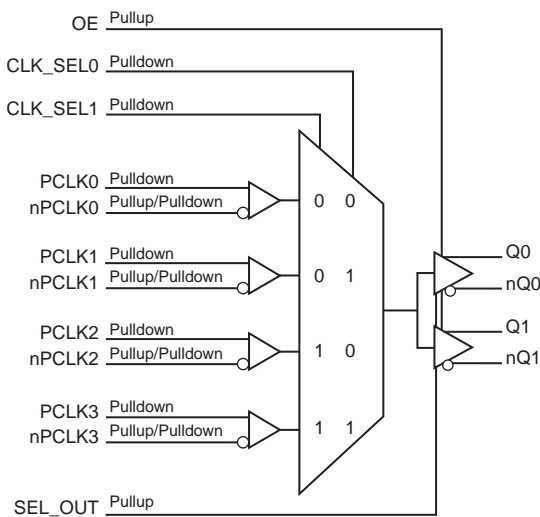 OE Pullup
CLK_SEL0 Pulldown
CLK_SEL1 Pulldown
PCLK0 Pulldown
nPCLK0 Pullup/Pulldown
0 0
PCLK1 Pulldown
nPCLK1 Pullup/Pulldown
0 1
Q0
nQ0
PCLK2 Pulldown
nPCLK2 Pullup/Pulldown
1 0
Q1
nQ1
PCLK3 Pulldown
nPCLK3 Pullup/Pulldown
1 1
SEL_OUT Pullup